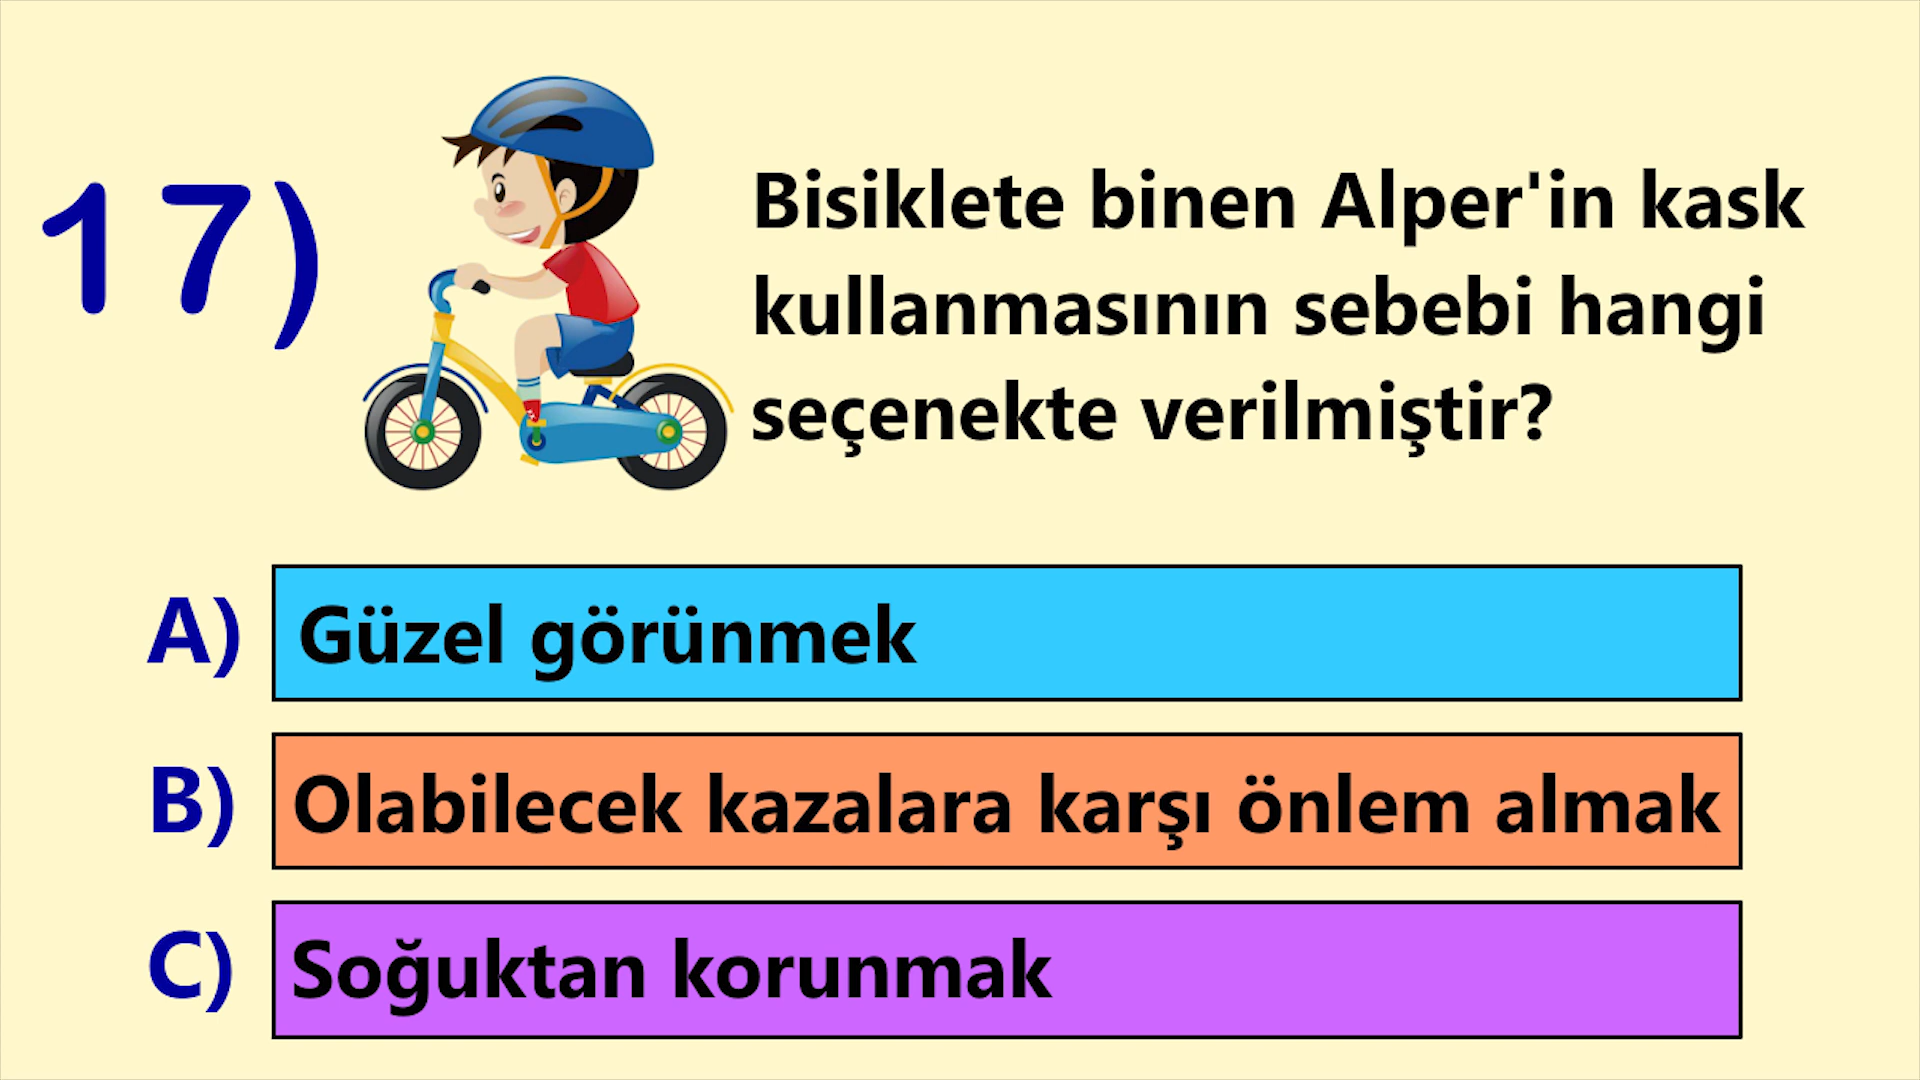 17)
Bisiklete binen Alper'in kask
kullanmasının sebebi hangi
seçenekte verilmiştir?
A) Güzel görünmek
B) Olabilecek kazalara karşı önlem almak
C) Soğuktan korunmak